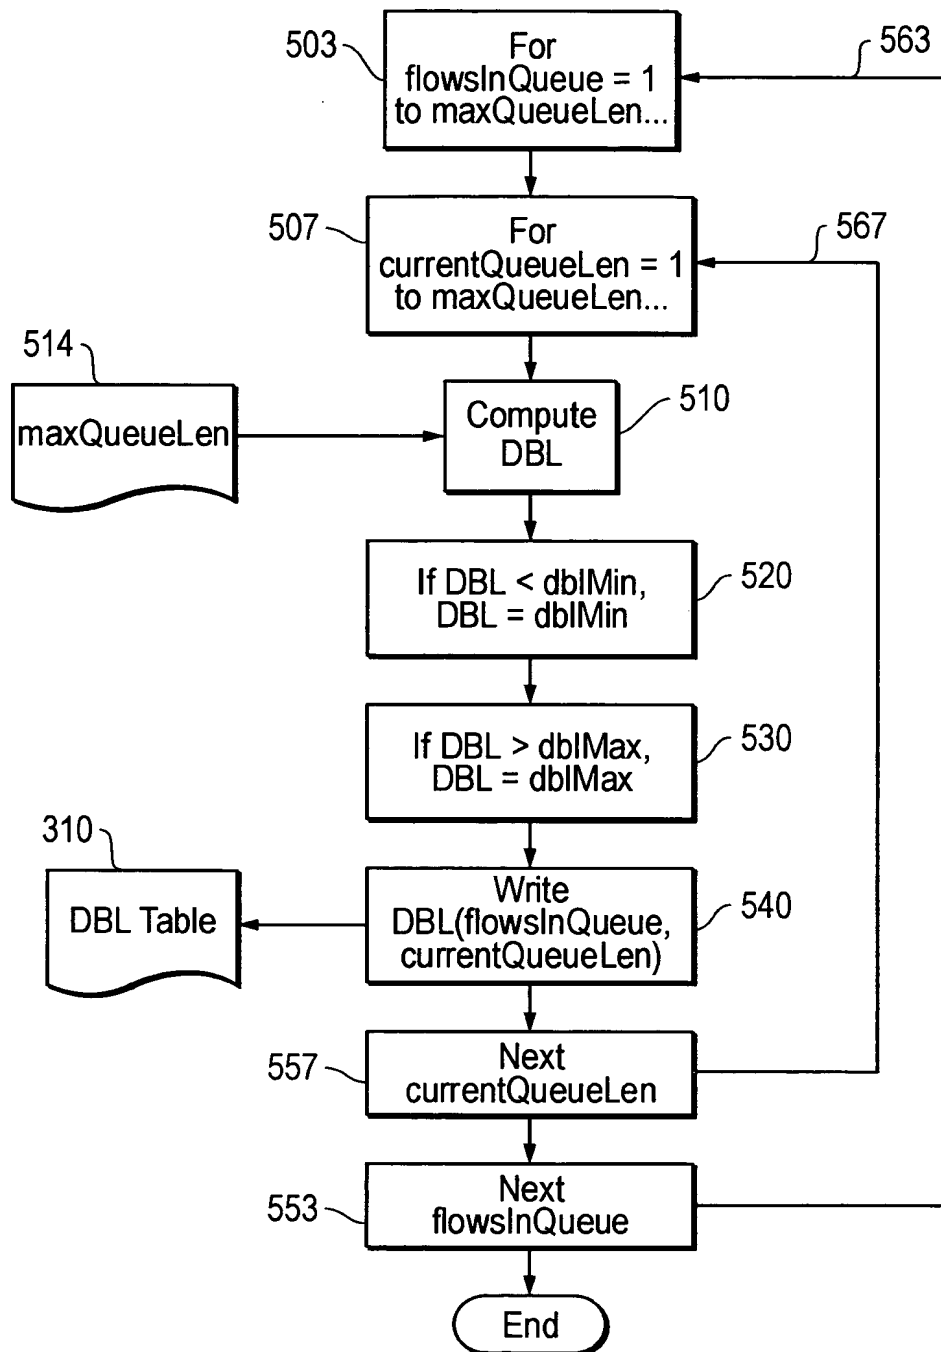 503
For
flowsInQueue = 1
to maxQueueLen...
563
507
For
currentQueueLen = 1
to maxQueueLen...
567
514
maxQueueLen
Compute
DBL
510
If DBL < dblMin,
DBL = dblMin
520
If DBL > dblMax,
DBL = dblMax
530
310
DBL Table
Write
DBL(flowsInQueue,
currentQueueLen)
540
557
Next
currentQueueLen
553
Next
flowsInQueue
End